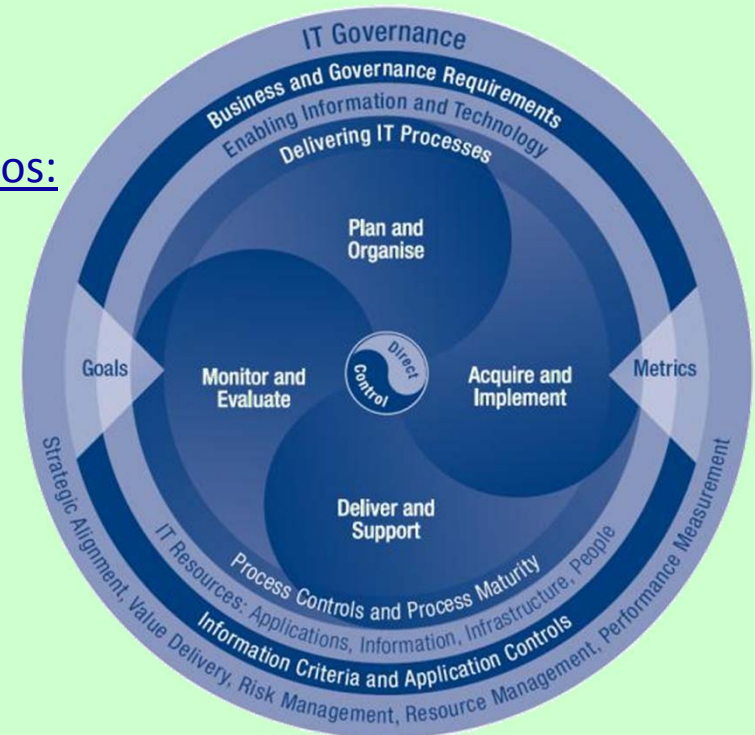 os:
IT Governance
Business and Governance Requirements
Enabling Information and Technology
Delivering IT Processes
Plan and
Organise
Goals
Monitor and
Evaluate
Direct
Control
Acquire and
Implement
Metrics
Deliver and
Support
Process Controls and Process Maturity
IT Resources: Applications, Information, Infrastructure, People
Information Criteria and Application Controls
Strategic Alignment, Value Delivery, Risk Management, Resource Management, Performance Measurement